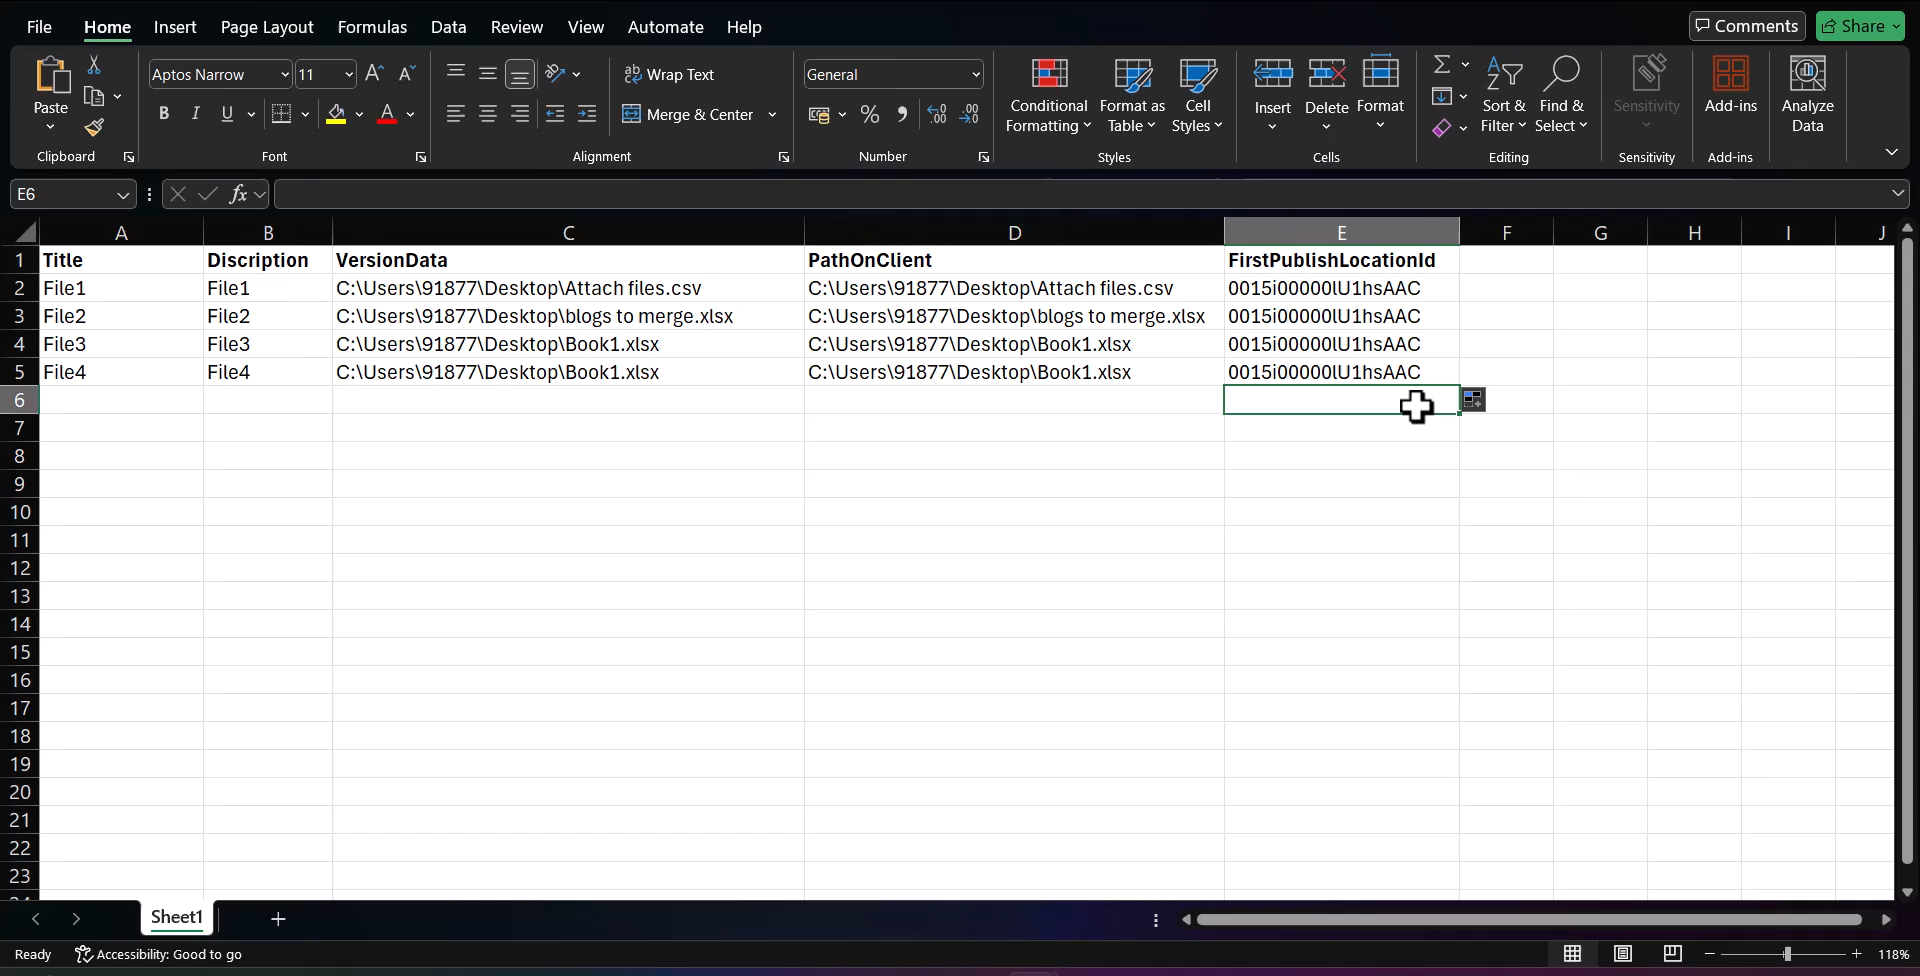 File Home Insert Page Layout Formulas Data Review View Automate Help Comments Share
Paste
Clipboard
Aptos Narrow 11 A A
B I U A
Font
ab Wrap Text
Merge & Center
Alignment
General
% , .00
Number
Conditional Formatting
Format as Table
Cell Styles
Styles
Insert Delete Format
Cells
Sort & Filter
Find & Select
Editing
Sensitivity
Sensitivity
Add-ins
Add-ins
Analyze Data
E6 fx
A B C D E F G H I J
1 Title Discription VersionData PathOnClient FirstPublishLocationId
2 File1 File1 C:\Users\91877\Desktop\Attach files.csv C:\Users\91877\Desktop\Attach files.csv 0015i00000lU1hsAAC
3 File2 File2 C:\Users\91877\Desktop\blogs to merge.xlsx C:\Users\91877\Desktop\blogs to merge.xlsx 0015i00000lU1hsAAC
4 File3 File3 C:\Users\91877\Desktop\Book1.xlsx C:\Users\91877\Desktop\Book1.xlsx 0015i00000lU1hsAAC
5 File4 File4 C:\Users\91877\Desktop\Book1.xlsx C:\Users\91877\Desktop\Book1.xlsx 0015i00000lU1hsAAC
6
7
8
9
10
11
12
13
14
15
16
17
18
19
20
21
22
23
Sheet1
Ready Accessibility: Good to go 118%